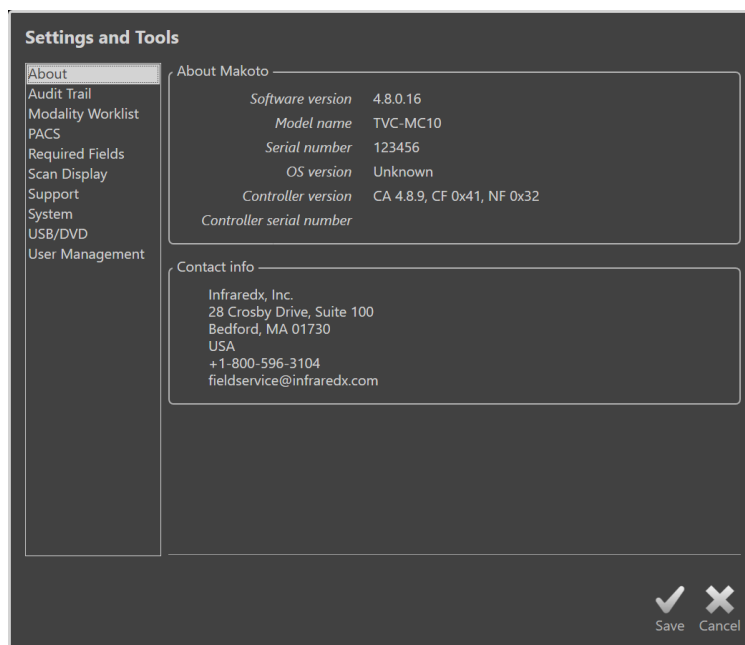 Settings and Tools
About
Audit Trail
Modality Worklist
PACS
Required Fields
Scan Display
Support
System
USB/DVD
User Management
About Makoto
Software version 4.8.0.16
Model name TVC-MC10
Serial number 123456
OS version Unknown
Controller version CA 4.8.9, CF 0x41, NF 0x32
Controller serial number
Contact info
Infraredx, Inc.
28 Crosby Drive, Suite 100
Bedford, MA 01730
USA
+1-800-596-3104
fieldservice@infraredx.com
Save Cancel